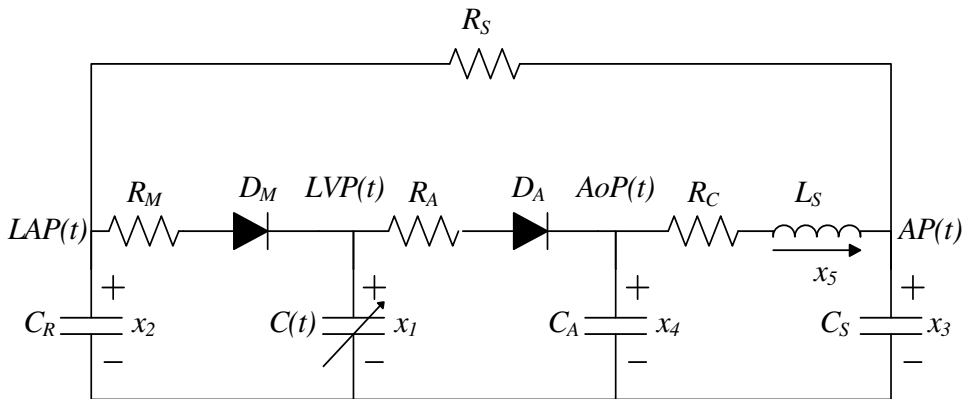 R_S
R_M D_M LVP(t) R_A D_A AoP(t) R_C L_S
LAP(t) AP(t)
x_5
+ + + +
C_R x_2 C(t) x_1 C_A x_4 C_S x_3
− − − −